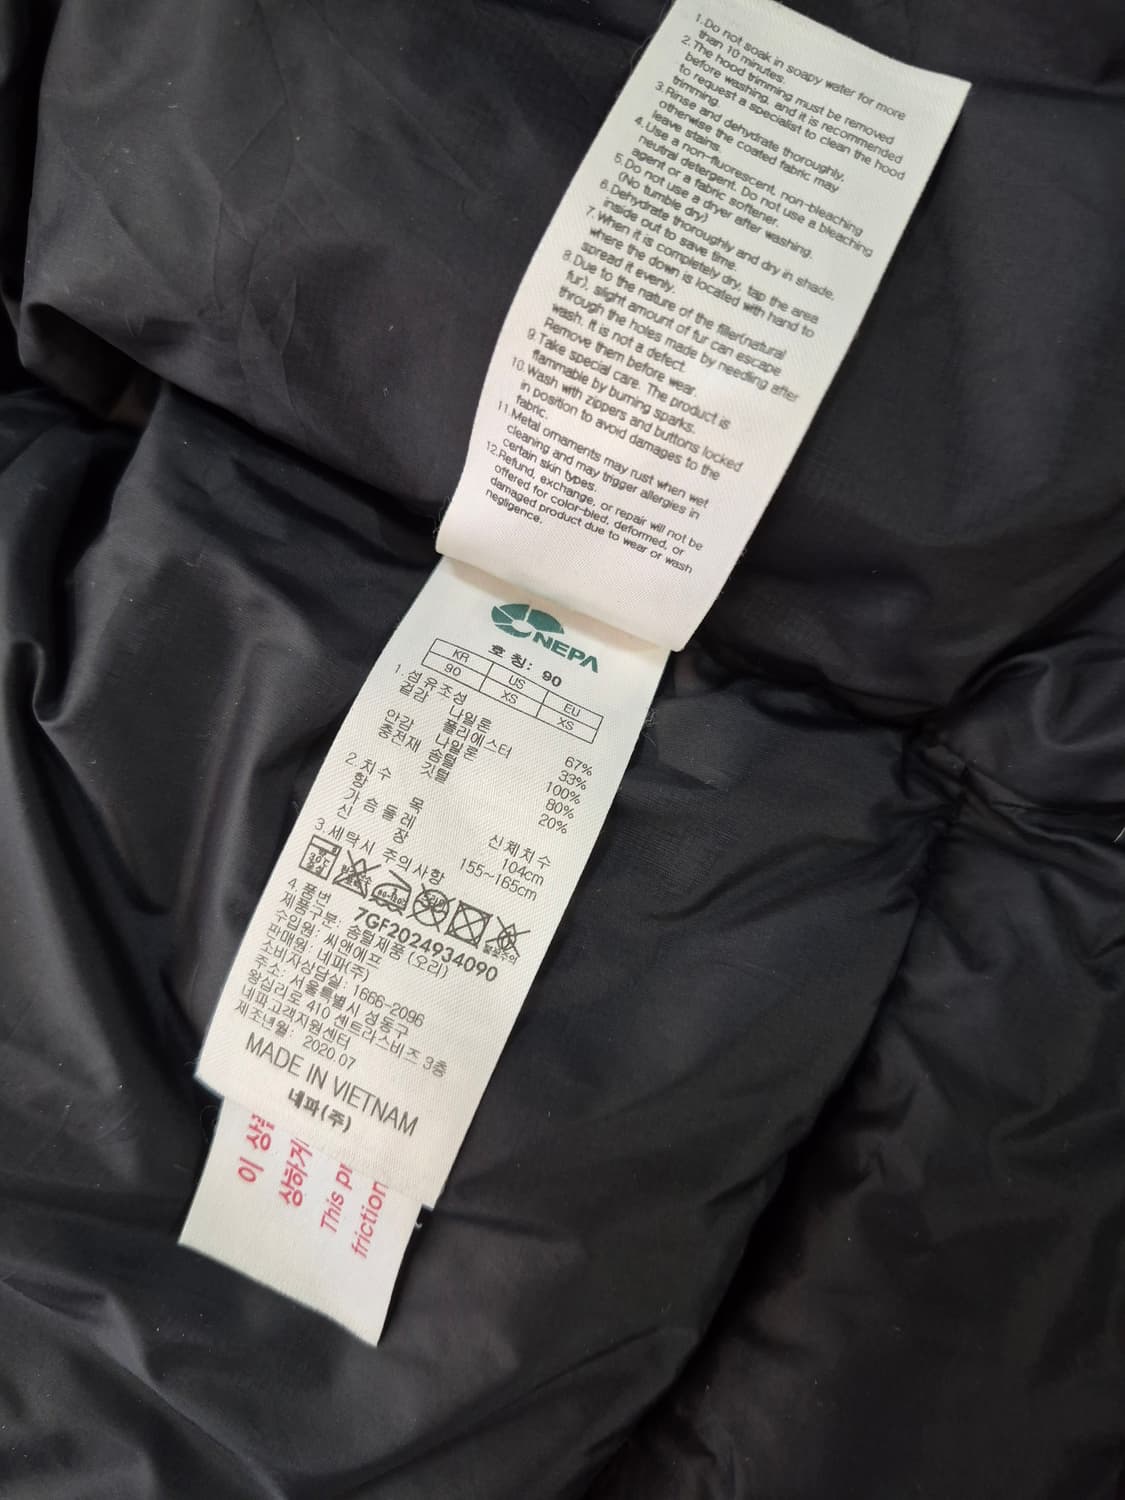 1.Do not soak in soapy water for more
than 10 minutes.
2.The hood trimming must be removed
before washing, and it is recommended
to request a specialist to clean the hood
trimming.
3.Rinse and dehydrate thoroughly,
otherwise the coated fabric may
leave stains.
4.Use a non-fluorescent, non-bleaching
neutral detergent. Do not use a bleaching
agent or a fabric softener.
5.Do not use a dryer after washing.
(No tumble dry)
6.Dehydrate thoroughly and dry in shade,
inside out to save time.
7.When it is completely dry, tap the area
where the down is located with hand to
spread it evenly.
8.Due to the nature of the filler(natural
fur), slight amount of fur can escape
through the holes made by needling after
wash. It is not a defect.
Remove them before wear.
9.Take special care. The product is
flammable by burning sparks.
10.Wash with zippers and buttons locked
in position to avoid damages to the
fabric.
11.Metal ornaments may rust when wet
cleaning and may trigger allergies in
certain skin types.
12.Refund, exchange, or repair will not be
offered for color-bled, deformed, or
damaged product due to wear or wash
negligence.
NEPA
호 칭: 90
KR US EU
90 XS XS
1.섬유조성
겉감 나일론 67%
폴리에스터 33%
안감 나일론 100%
충전재 솜털 80%
깃털 20%
2.치수
항 목 신체치수
가 슴 둘 레 104cm
신 장 155~165cm
3.세탁시 주의사항
4.품번 7GF2024934090
제품구분: 솜털제품(오리)
수입원: 씨앤에프
판매원: 네파(주)
소비자상담실: 1666-2096
주소: 서울특별시 성동구
왕십리로 410 센트라스비즈 3층
네파 고객지원센터
제조년월: 2020.07
MADE IN VIETNAM
네파(주)
이
상하게
This
friction